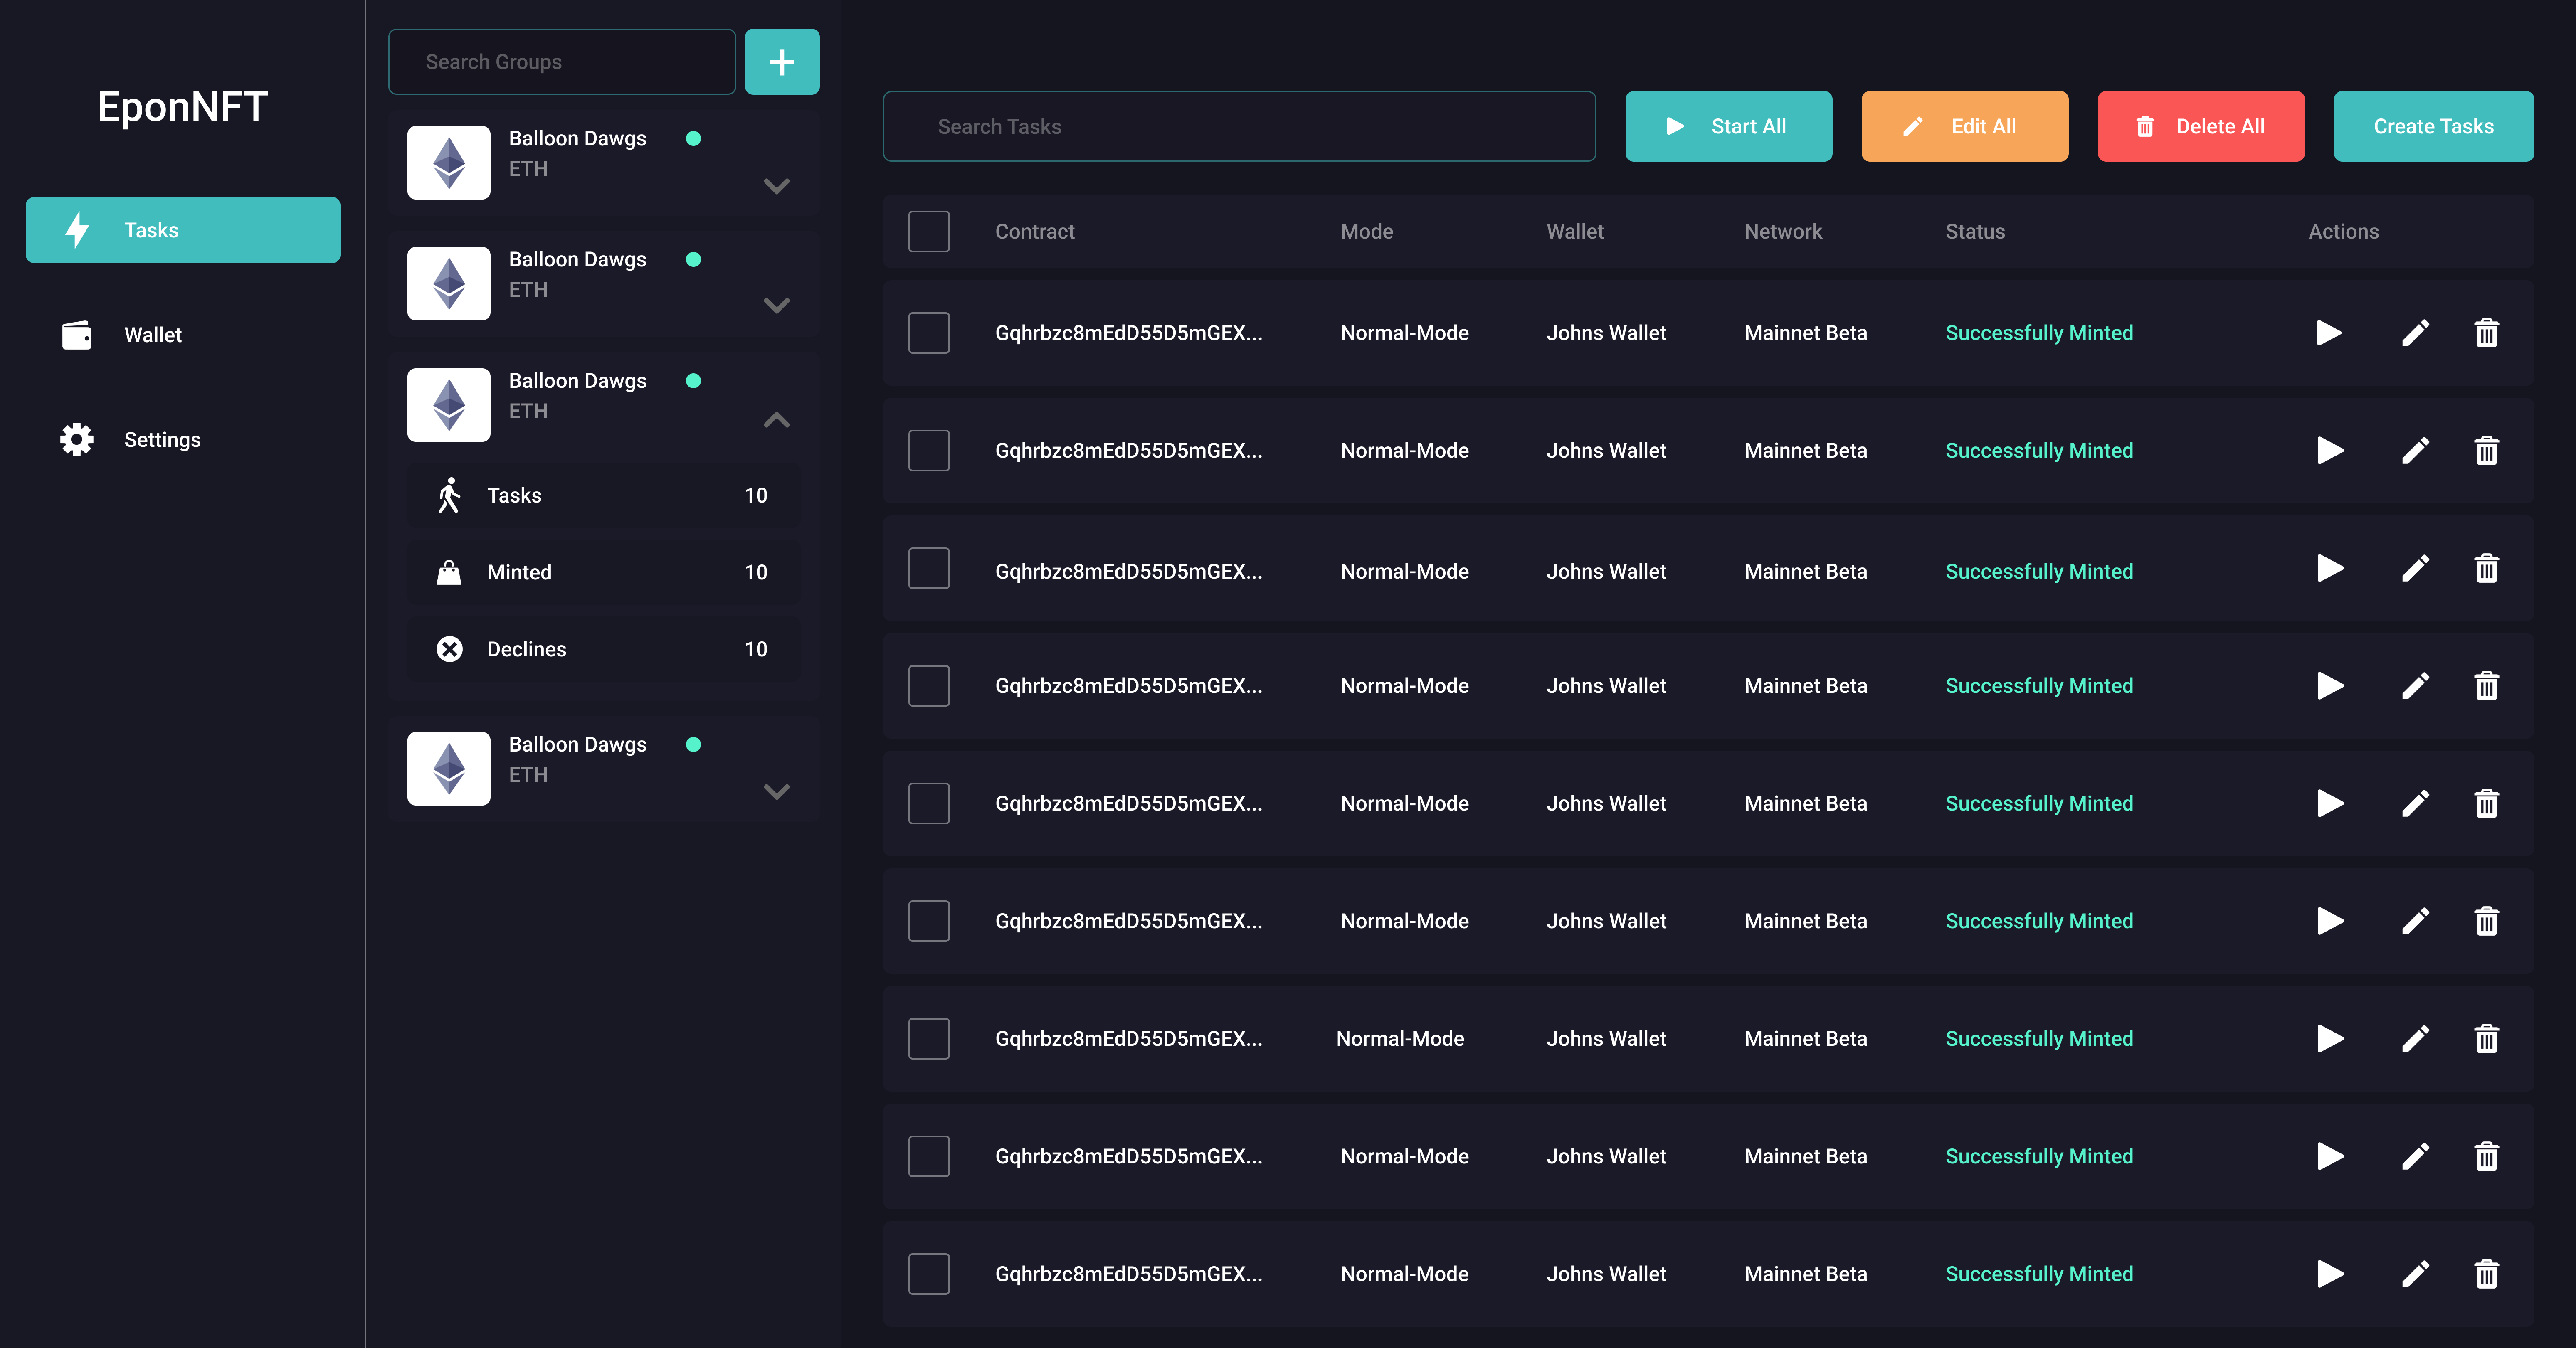 EponNFT
Tasks
Wallet
Settings
Search Groups
Balloon Dawgs
ETH
Balloon Dawgs
ETH
Balloon Dawgs
ETH
Tasks 10
Minted 10
Declines 10
Balloon Dawgs
ETH
Search Tasks Start All Edit All Delete All Create Tasks
Contract Mode Wallet Network Status Actions
Gqhrbzc8mEdD55D5mGEX... Normal-Mode Johns Wallet Mainnet Beta Successfully Minted
Gqhrbzc8mEdD55D5mGEX... Normal-Mode Johns Wallet Mainnet Beta Successfully Minted
Gqhrbzc8mEdD55D5mGEX... Normal-Mode Johns Wallet Mainnet Beta Successfully Minted
Gqhrbzc8mEdD55D5mGEX... Normal-Mode Johns Wallet Mainnet Beta Successfully Minted
Gqhrbzc8mEdD55D5mGEX... Normal-Mode Johns Wallet Mainnet Beta Successfully Minted
Gqhrbzc8mEdD55D5mGEX... Normal-Mode Johns Wallet Mainnet Beta Successfully Minted
Gqhrbzc8mEdD55D5mGEX... Normal-Mode Johns Wallet Mainnet Beta Successfully Minted
Gqhrbzc8mEdD55D5mGEX... Normal-Mode Johns Wallet Mainnet Beta Successfully Minted
Gqhrbzc8mEdD55D5mGEX... Normal-Mode Johns Wallet Mainnet Beta Successfully Minted